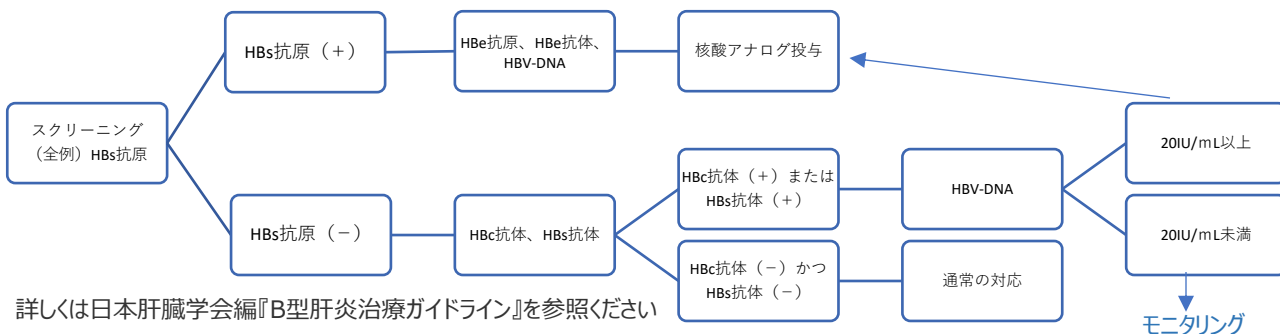 スクリーニング
（全例）HBs抗原
HBs抗原（＋）
HBe抗原、HBe抗体、
HBV-DNA
核酸アナログ投与
HBs抗原（－）
HBc抗体、HBs抗体
HBc抗体（＋）または
HBs抗体（＋）
HBV-DNA
20IU/mL以上
20IU/mL未満
モニタリング
HBc抗体（－）かつ
HBs抗体（－）
通常の対応
詳しくは日本肝臓学会編『B型肝炎治療ガイドライン』を参照ください